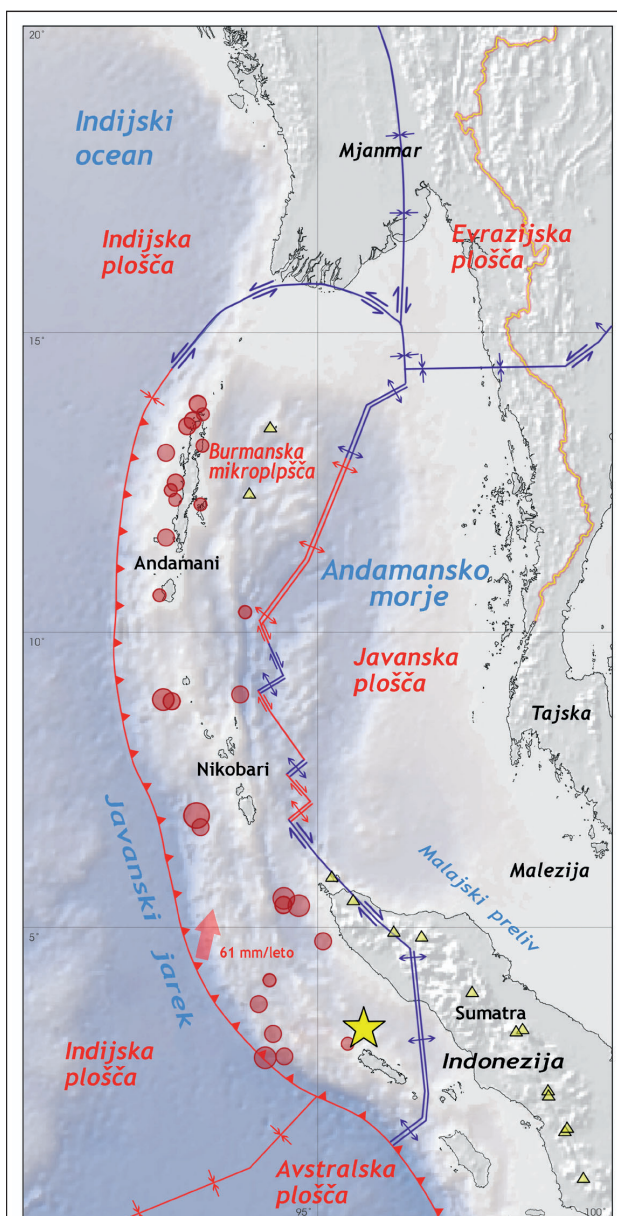 20°
Indijski
ocean
Mjanmar
Indijska
plošča
Evrazijska
plošča
15°
Burmanska
mikroplpšča
Andamani
Andamansko
morje
10°
Javanska
plošča
Tajska
Nikobari
Javanski jarek
Malajski preliv
Malezija
5°
61 mm/leto
Sumatra
Indonezija
Indijska
plošča
Avstralska
plošča
95°
100°